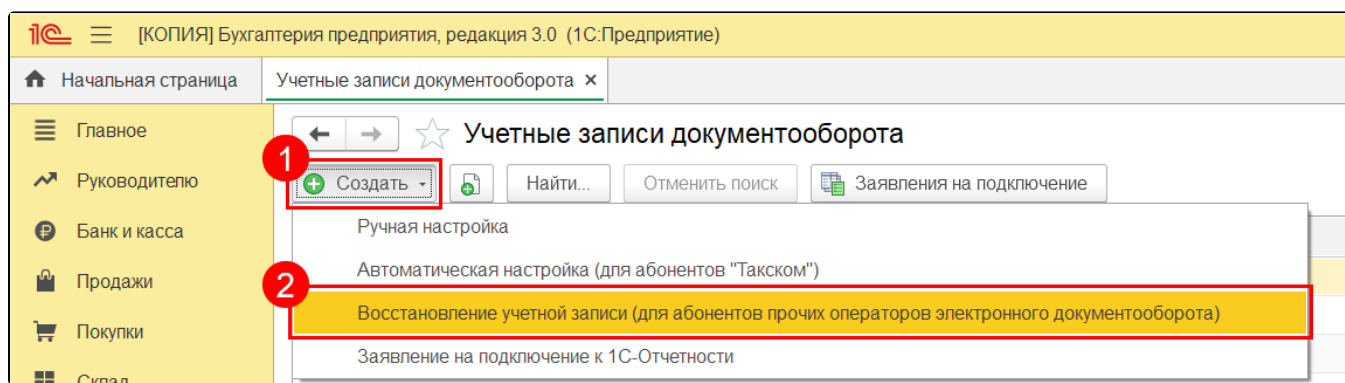 1С [КОПИЯ] Бухгалтерия предприятия, редакция 3.0 (1С:Предприятие)
Начальная страница Учетные записи документооборота ×
Главное Учетные записи документооборота
1
Руководителю Создать Найти... Отменить поиск Заявления на подключение
Банк и касса Ручная настройка
Продажи Автоматическая настройка (для абонентов "Такском")
2
Восстановление учетной записи (для абонентов прочих операторов электронного документооборота)
Покупки
Заявление на подключение к 1С-Отчетности
Склад